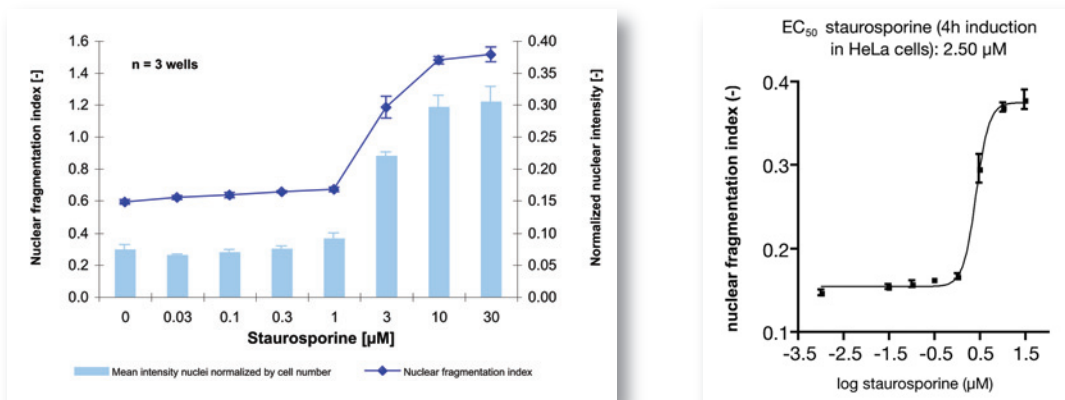 1.6
1.4
1.2
1.0
0.8
0.6
0.4
0.2
0.0
Nuclear fragmentation index [-]
n = 3 wells
0.40
0.35
0.30
0.25
0.20
0.15
0.10
0.05
0.00
Normalized nuclear intensity [-]
0 0.03 0.1 0.3 1 3 10 30
Staurosporine [µM]
Mean intensity nuclei normalized by cell number Nuclear fragmentation index
EC50 staurosporine (4h induction
in HeLa cells): 2.50 µM
0.4
0.3
0.2
0.1
nuclear fragmentation index (-)
-3.5 -2.5 -1.5 -0.5 0.5 1.5
log staurosporine (µM)